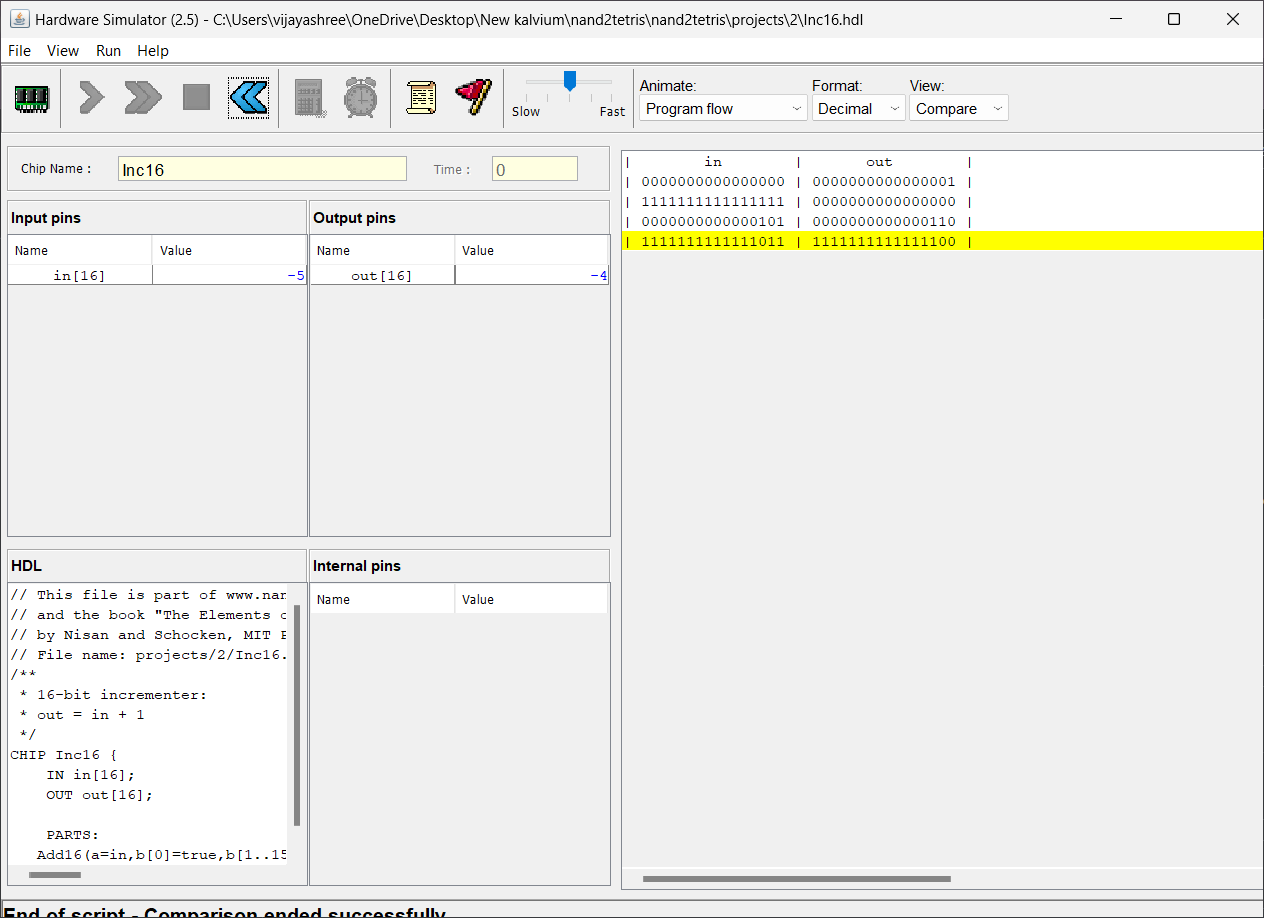 Hardware Simulator (2.5) - C:\Users\vijayashree\OneDrive\Desktop\New kalvium\nand2tetris\nand2tetris\projects\2\Inc16.hdl
File View Run Help
Slow Fast
Animate: Format: View:
Program flow Decimal Compare
Chip Name : Inc16 Time : 0
Input pins
Name Value
in[16] -5
Output pins
Name Value
out[16] -4
HDL
// This file is part of www.nan
// and the book "The Elements o
// by Nisan and Schocken, MIT P
// File name: projects/2/Inc16.
/**
* 16-bit incrementer:
* out = in + 1
*/
CHIP Inc16 {
IN in[16];
OUT out[16];
PARTS:
Add16(a=in,b[0]=true,b[1..15
Internal pins
Name Value
| in | out |
| 0000000000000000 | 0000000000000001 |
| 1111111111111111 | 0000000000000000 |
| 0000000000000101 | 0000000000000110 |
| 1111111111111011 | 1111111111111100 |
End of script - Comparison ended successfully